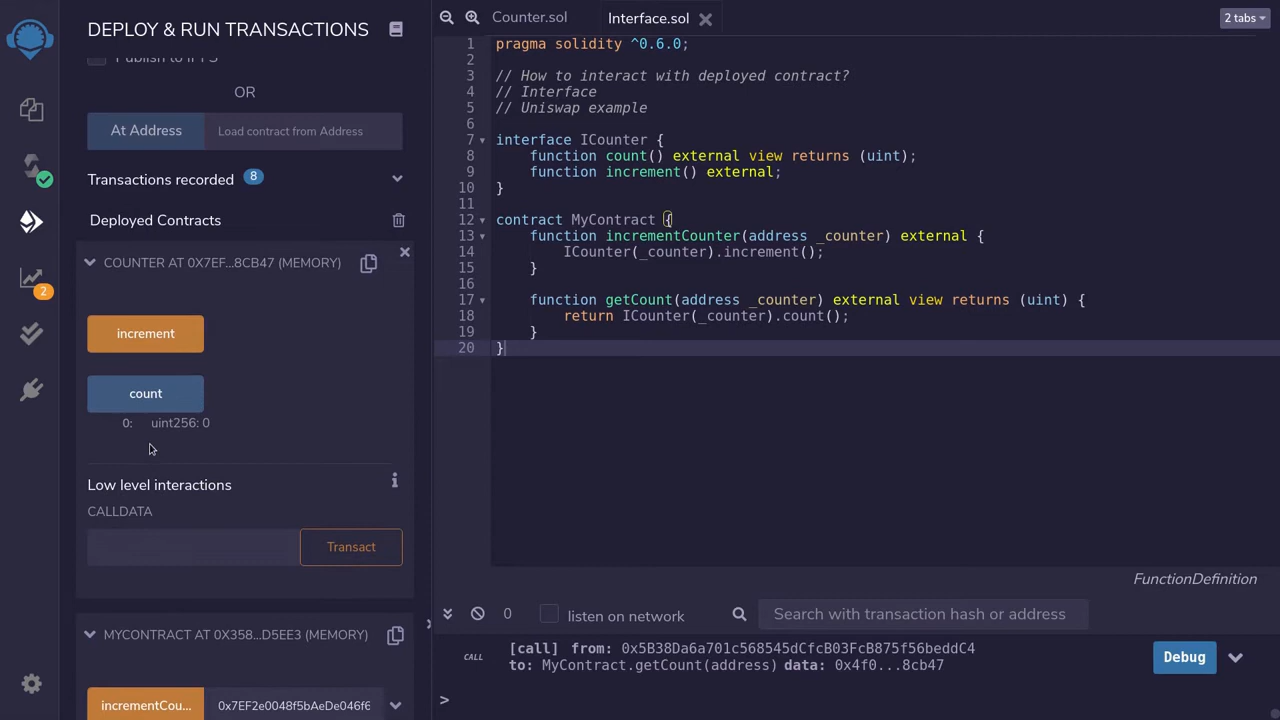 DEPLOY & RUN TRANSACTIONS
Publish to IPFS
OR
At Address
Load contract from Address
Transactions recorded
8
Deployed Contracts
COUNTER AT 0X7EF...8CB47 (MEMORY)
increment
count
0: uint256: 0
Low level interactions
CALLDATA
Transact
MYCONTRACT AT 0X358...D5EE3 (MEMORY)
incrementCou...
0x7EF2e0048f5bAeDe046f6
2
Counter.sol
Interface.sol
2 tabs
1 pragma solidity ^0.6.0;
2
3 // How to interact with deployed contract?
4 // Interface
5 // Uniswap example
6
7 interface ICounter {
8 function count() external view returns (uint);
9 function increment() external;
10 }
11
12 contract MyContract {
13 function incrementCounter(address _counter) external {
14 ICounter(_counter).increment();
15 }
16
17 function getCount(address _counter) external view returns (uint) {
18 return ICounter(_counter).count();
19 }
20 }
FunctionDefinition
0
listen on network
Search with transaction hash or address
CALL
[call] from: 0x5B38Da6a701c568545dCfcB03FcB875f56beddC4
to: MyContract.getCount(address) data: 0x4f0...8cb47
Debug
>